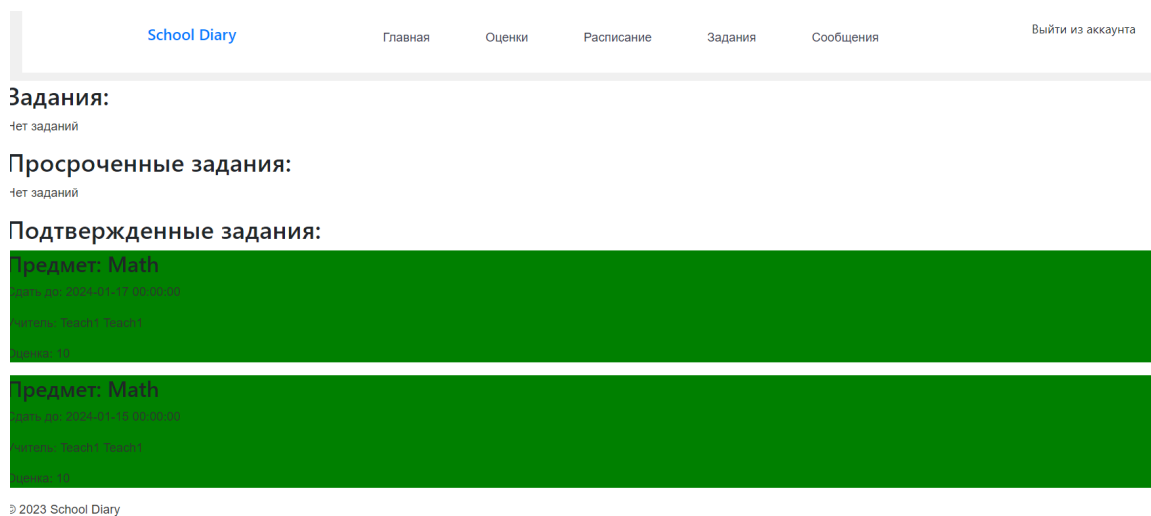 School Diary Главная Оценки Расписание Задания Сообщения Выйти из аккаунта
Задания:
Нет заданий
Просроченные задания:
Нет заданий
Подтвержденные задания:
Предмет: Math
Сдать до: 2024-01-17 00:00:00
Учитель: Teach1 Teach1
Оценка: 10
Предмет: Math
Сдать до: 2024-01-15 00:00:00
Учитель: Teach1 Teach1
Оценка: 10
© 2023 School Diary